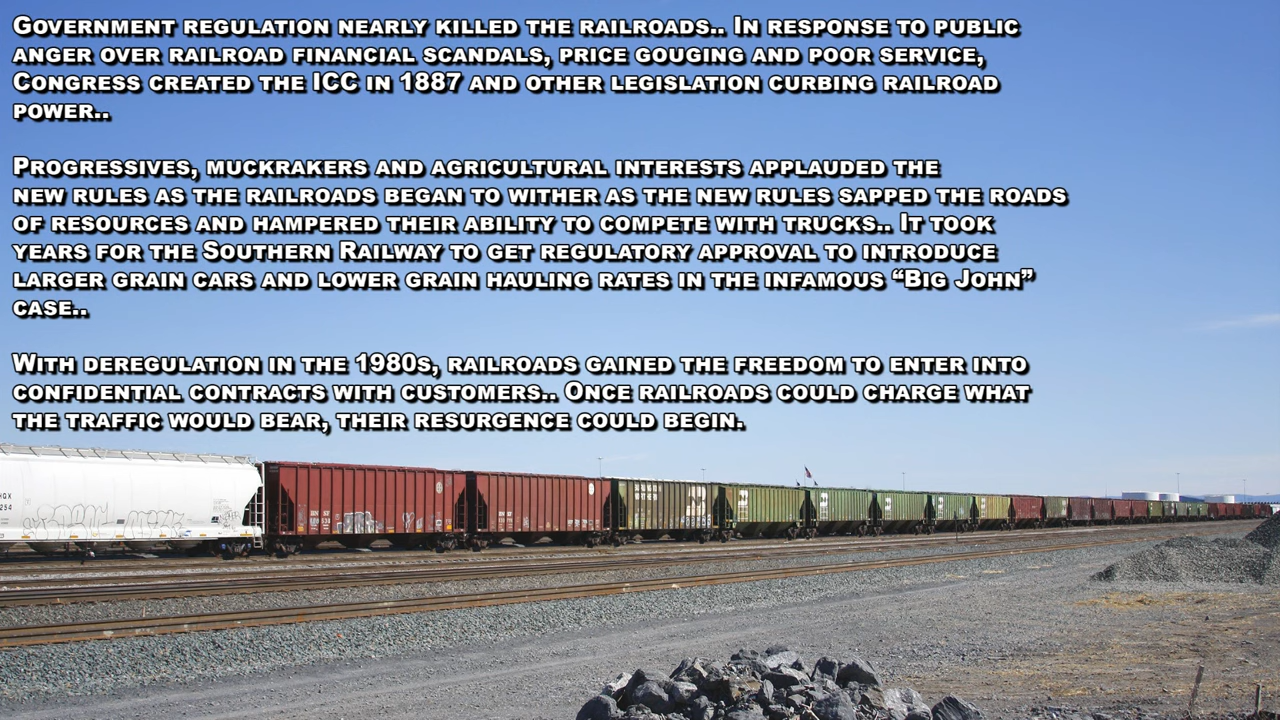 Government regulation nearly killed the railroads.. In response to public
anger over railroad financial scandals, price gouging and poor service,
Congress created the ICC in 1887 and other legislation curbing railroad
power..
Progressives, muckrakers and agricultural interests applauded the
new rules as the railroads began to wither as the new rules sapped the roads
of resources and hampered their ability to compete with trucks.. It took
years for the Southern Railway to get regulatory approval to introduce
larger grain cars and lower grain hauling rates in the infamous “Big John”
case..
With deregulation in the 1980s, railroads gained the freedom to enter into
confidential contracts with customers.. Once railroads could charge what
the traffic would bear, their resurgence could begin.